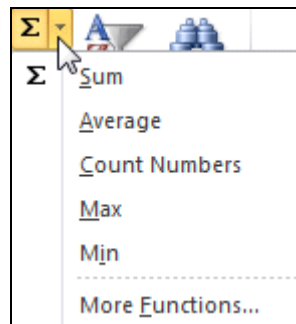 Σ
Σ Sum
Average
Count Numbers
Max
Min
More Functions...